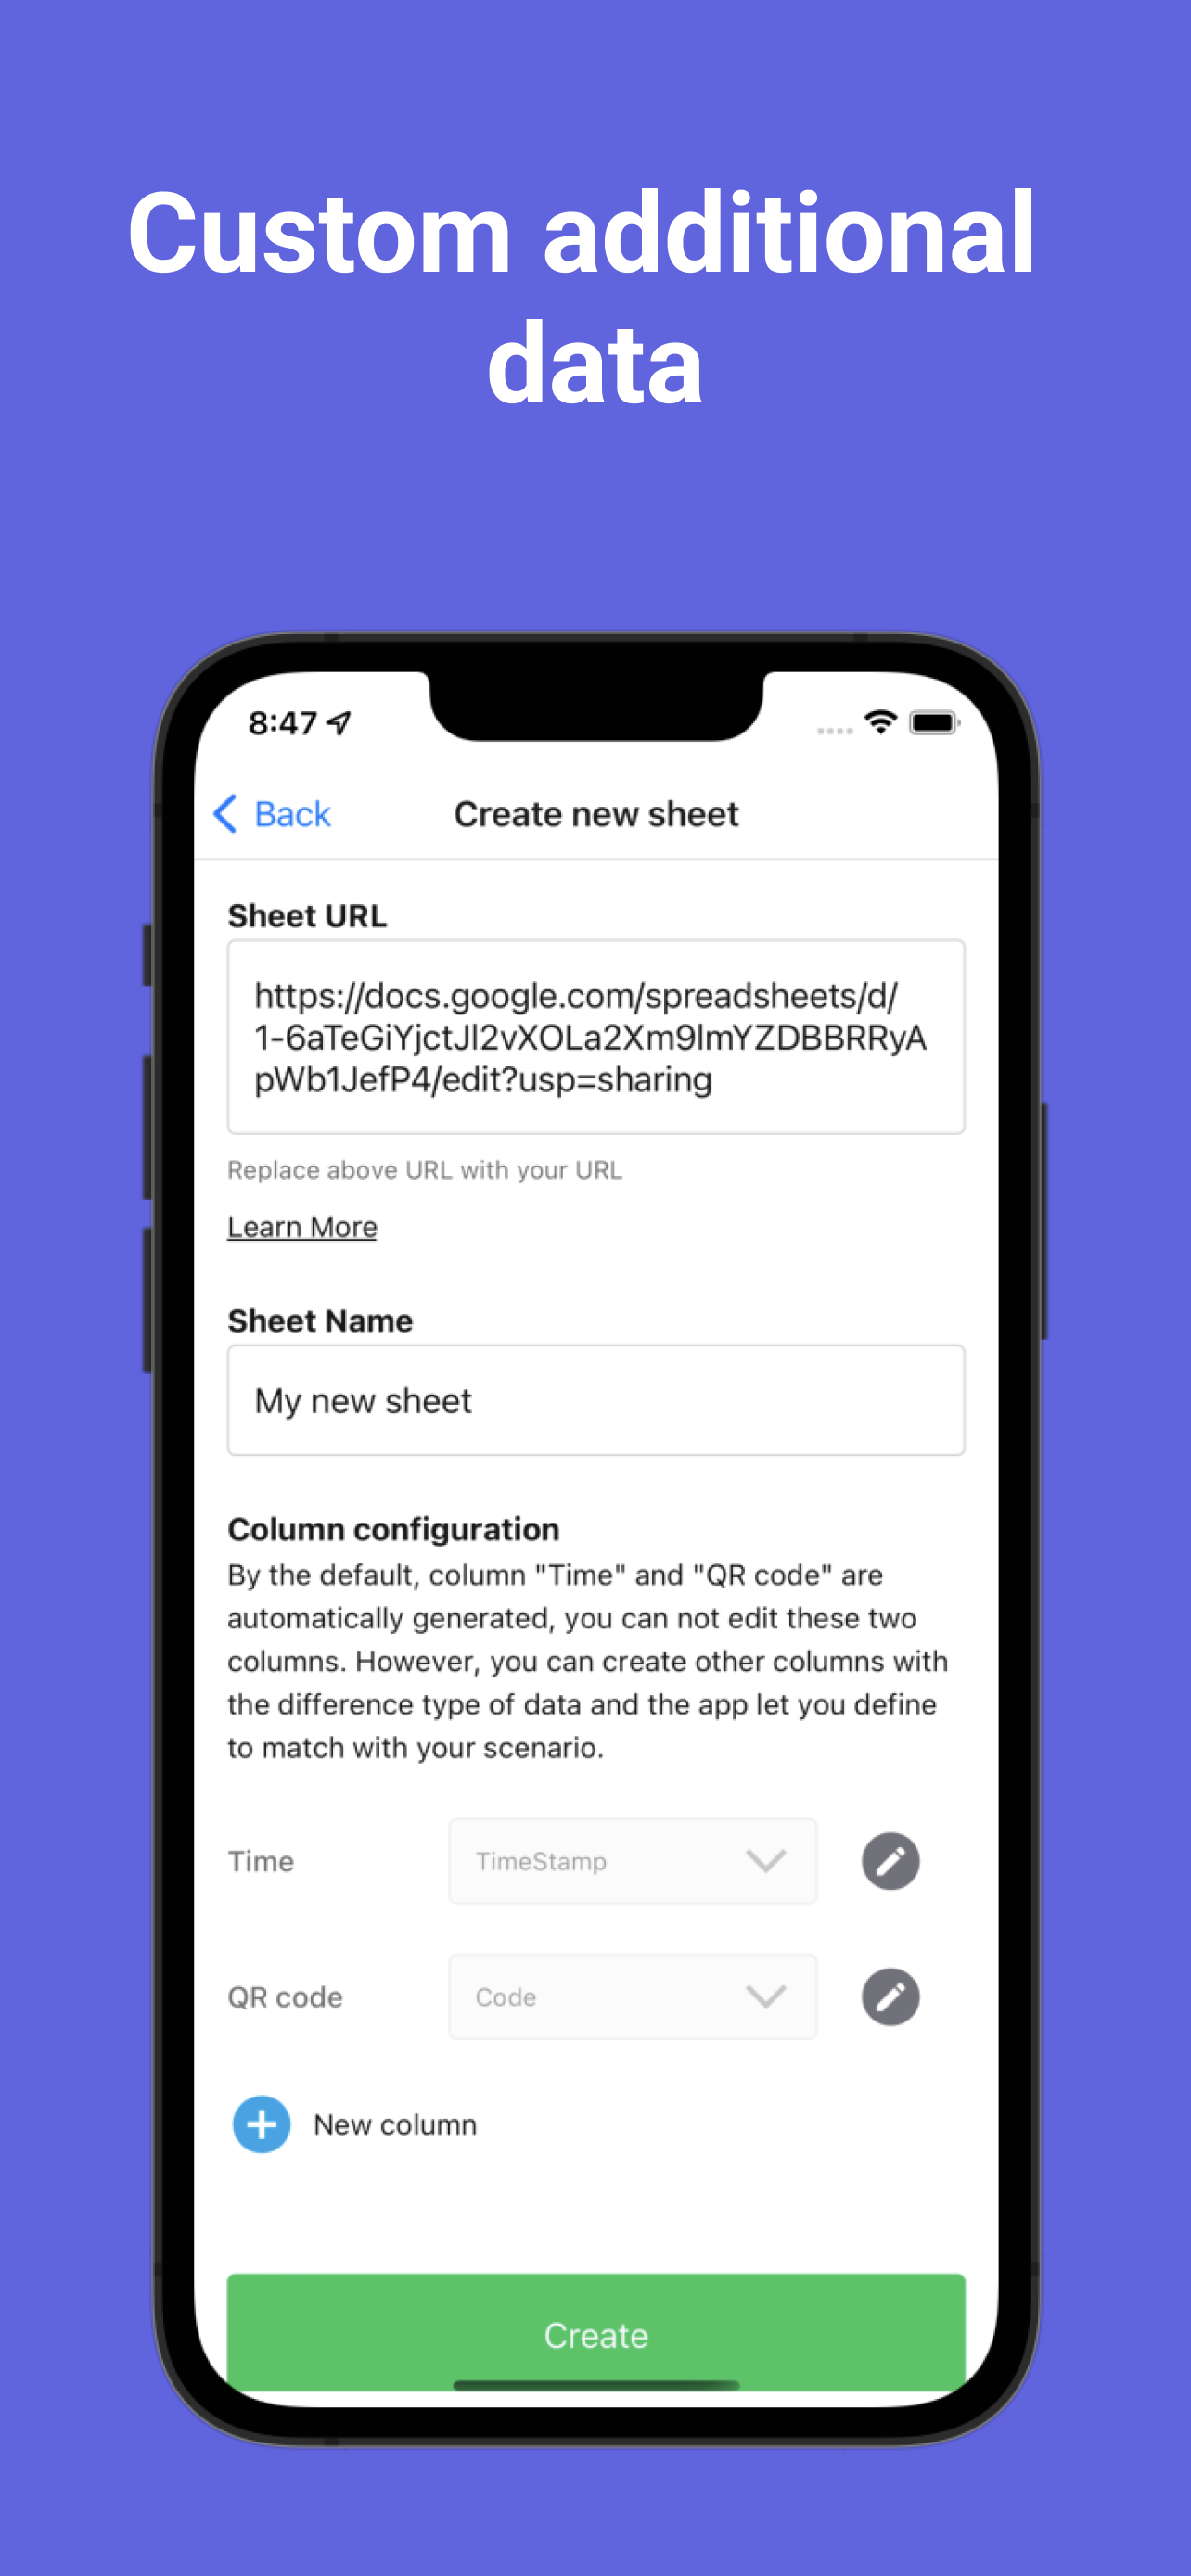 Custom additional
data
8:47
Back
Create new sheet
Sheet URL
https://docs.google.com/spreadsheets/d/
1-6aTeGiYjctJl2vXOLa2Xm9lmYZDBBRRyA
pWb1JefP4/edit?usp=sharing
Replace above URL with your URL
Learn More
Sheet Name
My new sheet
Column configuration
By the default, column "Time" and "QR code" are
automatically generated, you can not edit these two
columns. However, you can create other columns with
the difference type of data and the app let you define
to match with your scenario.
Time
TimeStamp
QR code
Code
New column
Create